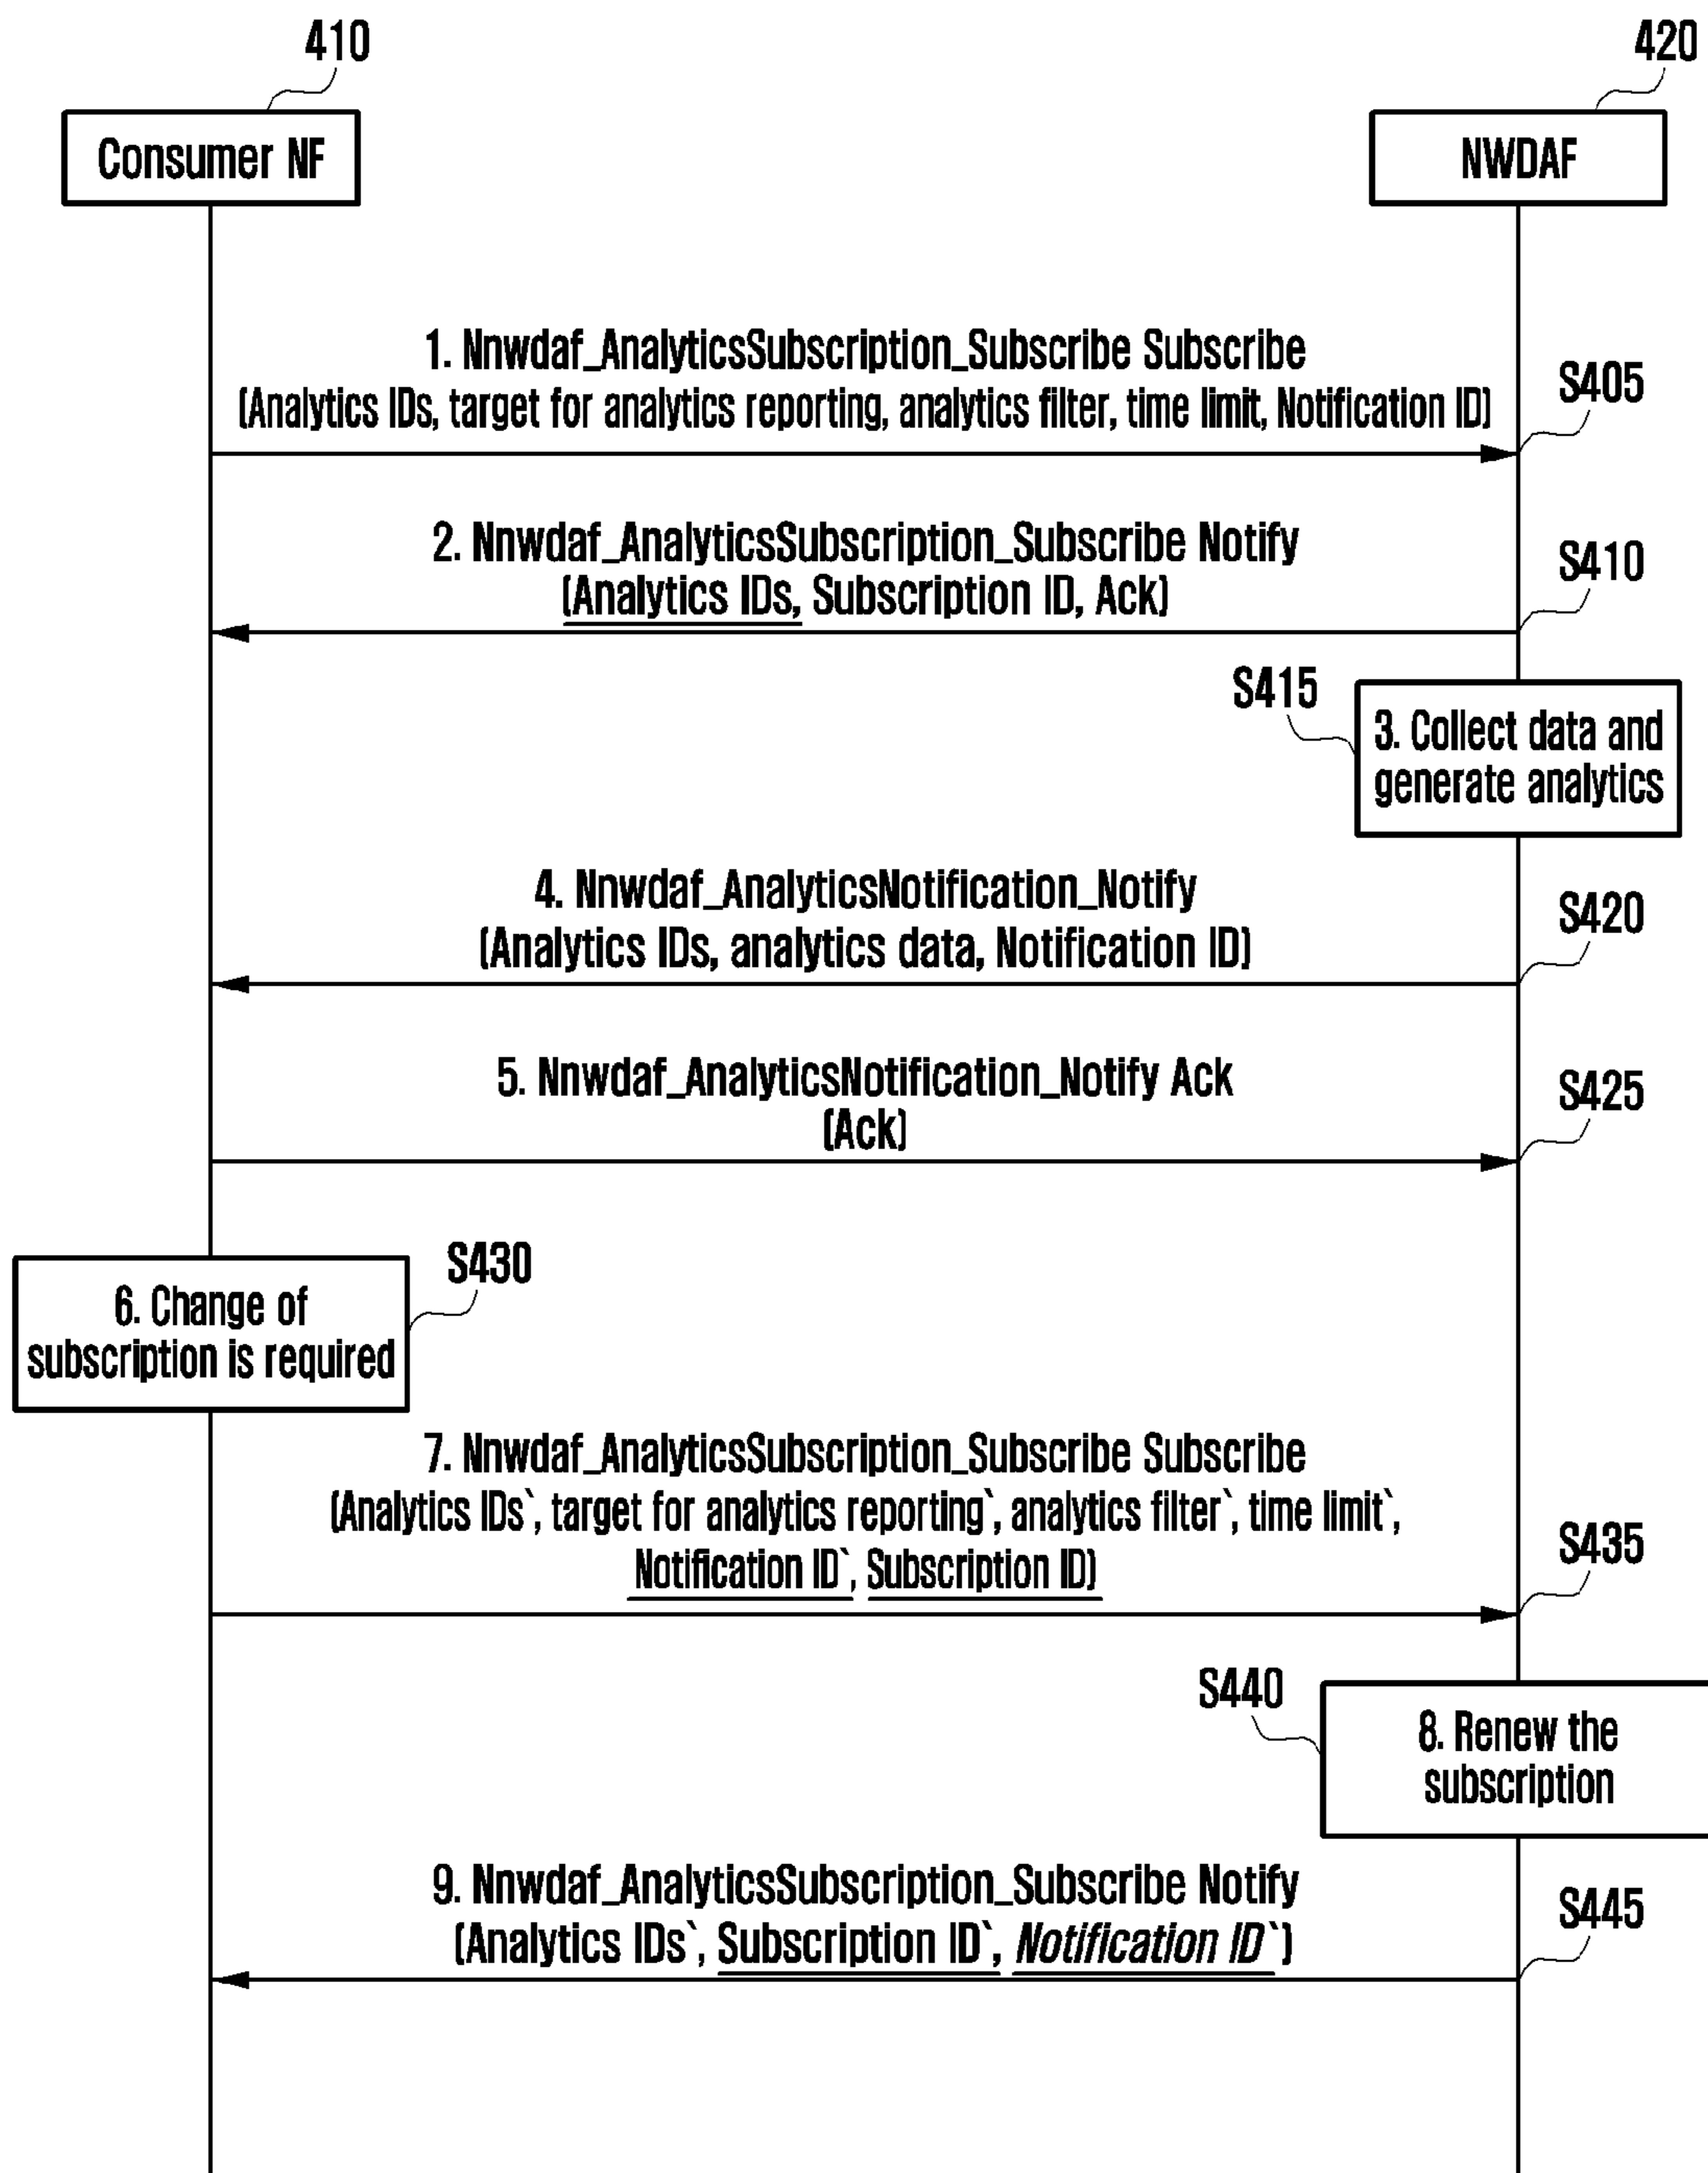 410
420
Consumer NF
NWDAF
1. Nnwdaf_AnalyticsSubscription_Subscribe Subscribe
(Analytics IDs, target for analytics reporting, analytics filter, time limit, Notification ID)
S405
2. Nnwdaf_AnalyticsSubscription_Subscribe Notify
(Analytics IDs, Subscription ID, Ack)
S410
S415
3. Collect data and
generate analytics
4. Nnwdaf_AnalyticsNotification_Notify
(Analytics IDs, analytics data, Notification ID)
S420
5. Nnwdaf_AnalyticsNotification_Notify Ack
(Ack)
S425
6. Change of
subscription is required
S430
7. Nnwdaf_AnalyticsSubscription_Subscribe Subscribe
(Analytics IDs`, target for analytics reporting`, analytics filter`, time limit`,
Notification ID`, Subscription ID)
S435
S440
8. Renew the
subscription
9. Nnwdaf_AnalyticsSubscription_Subscribe Notify
(Analytics IDs`, Subscription ID`, Notification ID`)
S445